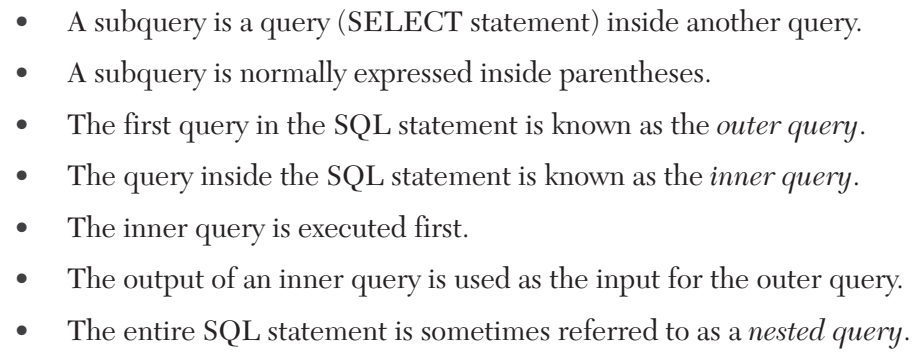 • A subquery is a query (SELECT statement) inside another query.
• A subquery is normally expressed inside parentheses.
• The first query in the SQL statement is known as the outer query.
• The query inside the SQL statement is known as the inner query.
• The inner query is executed first.
• The output of an inner query is used as the input for the outer query.
• The entire SQL statement is sometimes referred to as a nested query.